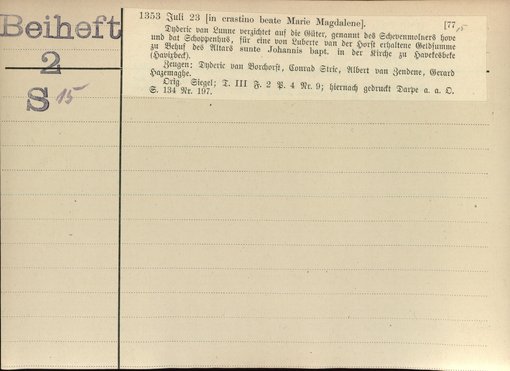 Beiheft
2
S 15
1353 Juli 23 [in crastino beate Marie Magdalene]. [77
Dyderic van Lunne verzichtet auf die Güter, genannt des Schevenmolners hove
und dat Schoppenhus, für eine von Luberte van der Horst erhaltene Geldsumme
zu Behuf des Altars sunte Johannis bapt. in der Kirche zu Havekesbeke
(Havixbeck).
Zeugen: Dyderic van Borchorst, Conrad Stric, Albert van Zendene, Gerard
Hazemaghe.
Orig. Siegel; T. III F. 2 P. 4 Nr. 9; hiernach gedruckt Darpe a. a. O.
S. 134 Nr. 197.